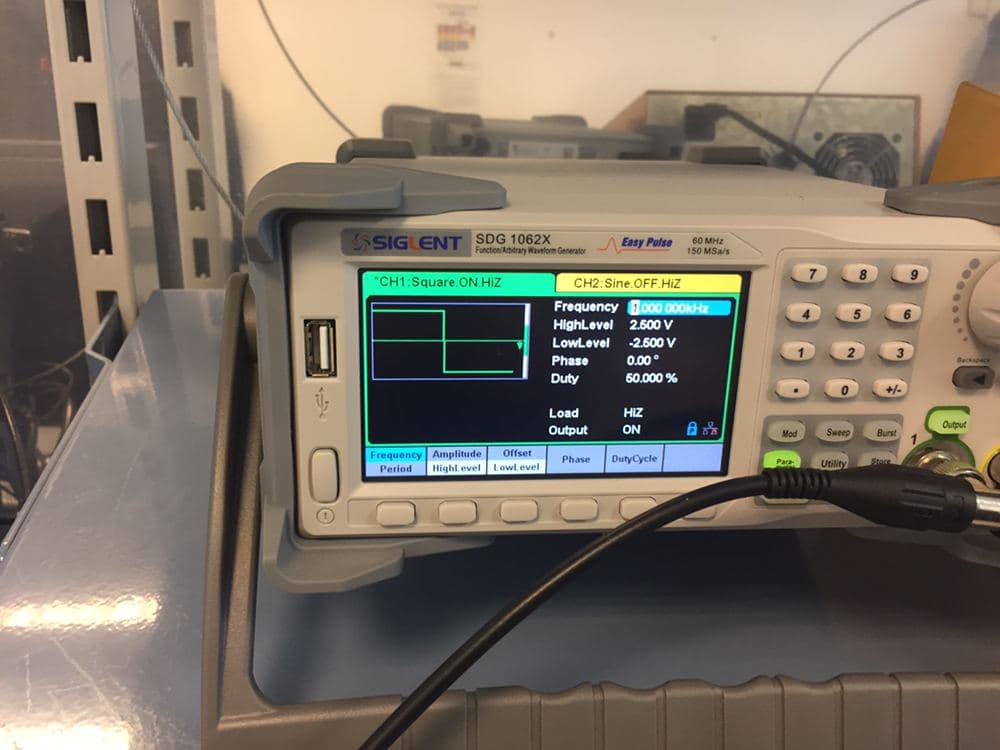 SIGLENT SDG 1062X
Function/Arbitrary Waveform Generator
Easy Pulse
60 MHz
150 MSa/s
^CH1:Square.ON.HiZ
CH2:Sine.OFF.HiZ
Frequency 1.000 000kHz
HighLevel 2.500 V
LowLevel -2.500 V
Phase 0.00 °
Duty 50.000 %
Load HiZ
Output ON
Frequency Amplitude Offset
Period HighLevel LowLevel Phase DutyCycle
7 8 9
4 5 6
1 2 3
• 0 +/-
Backspace
Mod Sweep Burst
1 Output
Para-
Utility Store